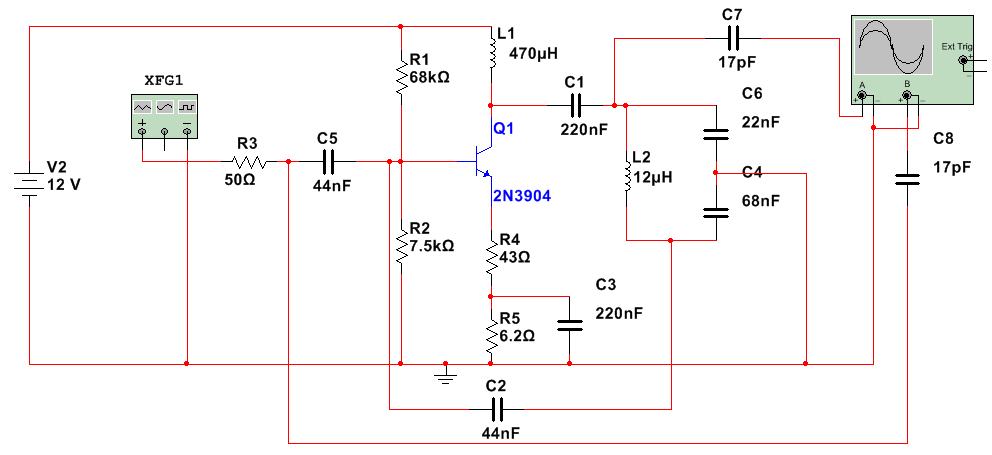 XFG1
V2
12 V
R3
50Ω
C5
44nF
R1
68kΩ
R2
7.5kΩ
L1
470µH
Q1
2N3904
R4
43Ω
R5
6.2Ω
C3
220nF
C2
44nF
C1
220nF
L2
12µH
C7
17pF
C6
22nF
C4
68nF
Ext Trig
A
B
C8
17pF